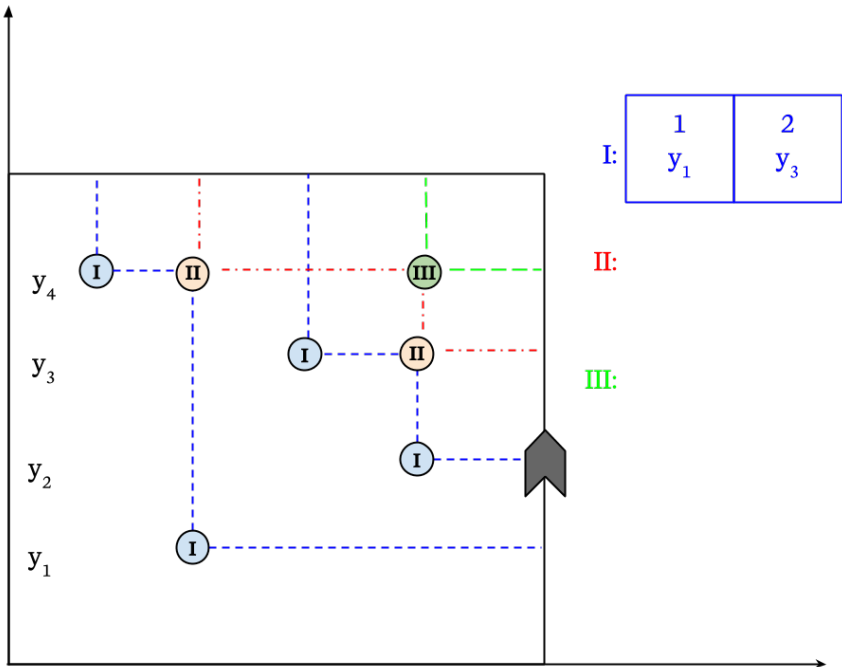 1 2
I: y₁ y₃
II:
I II III
y₄
I II
y₃
III:
I
y₂
I
y₁